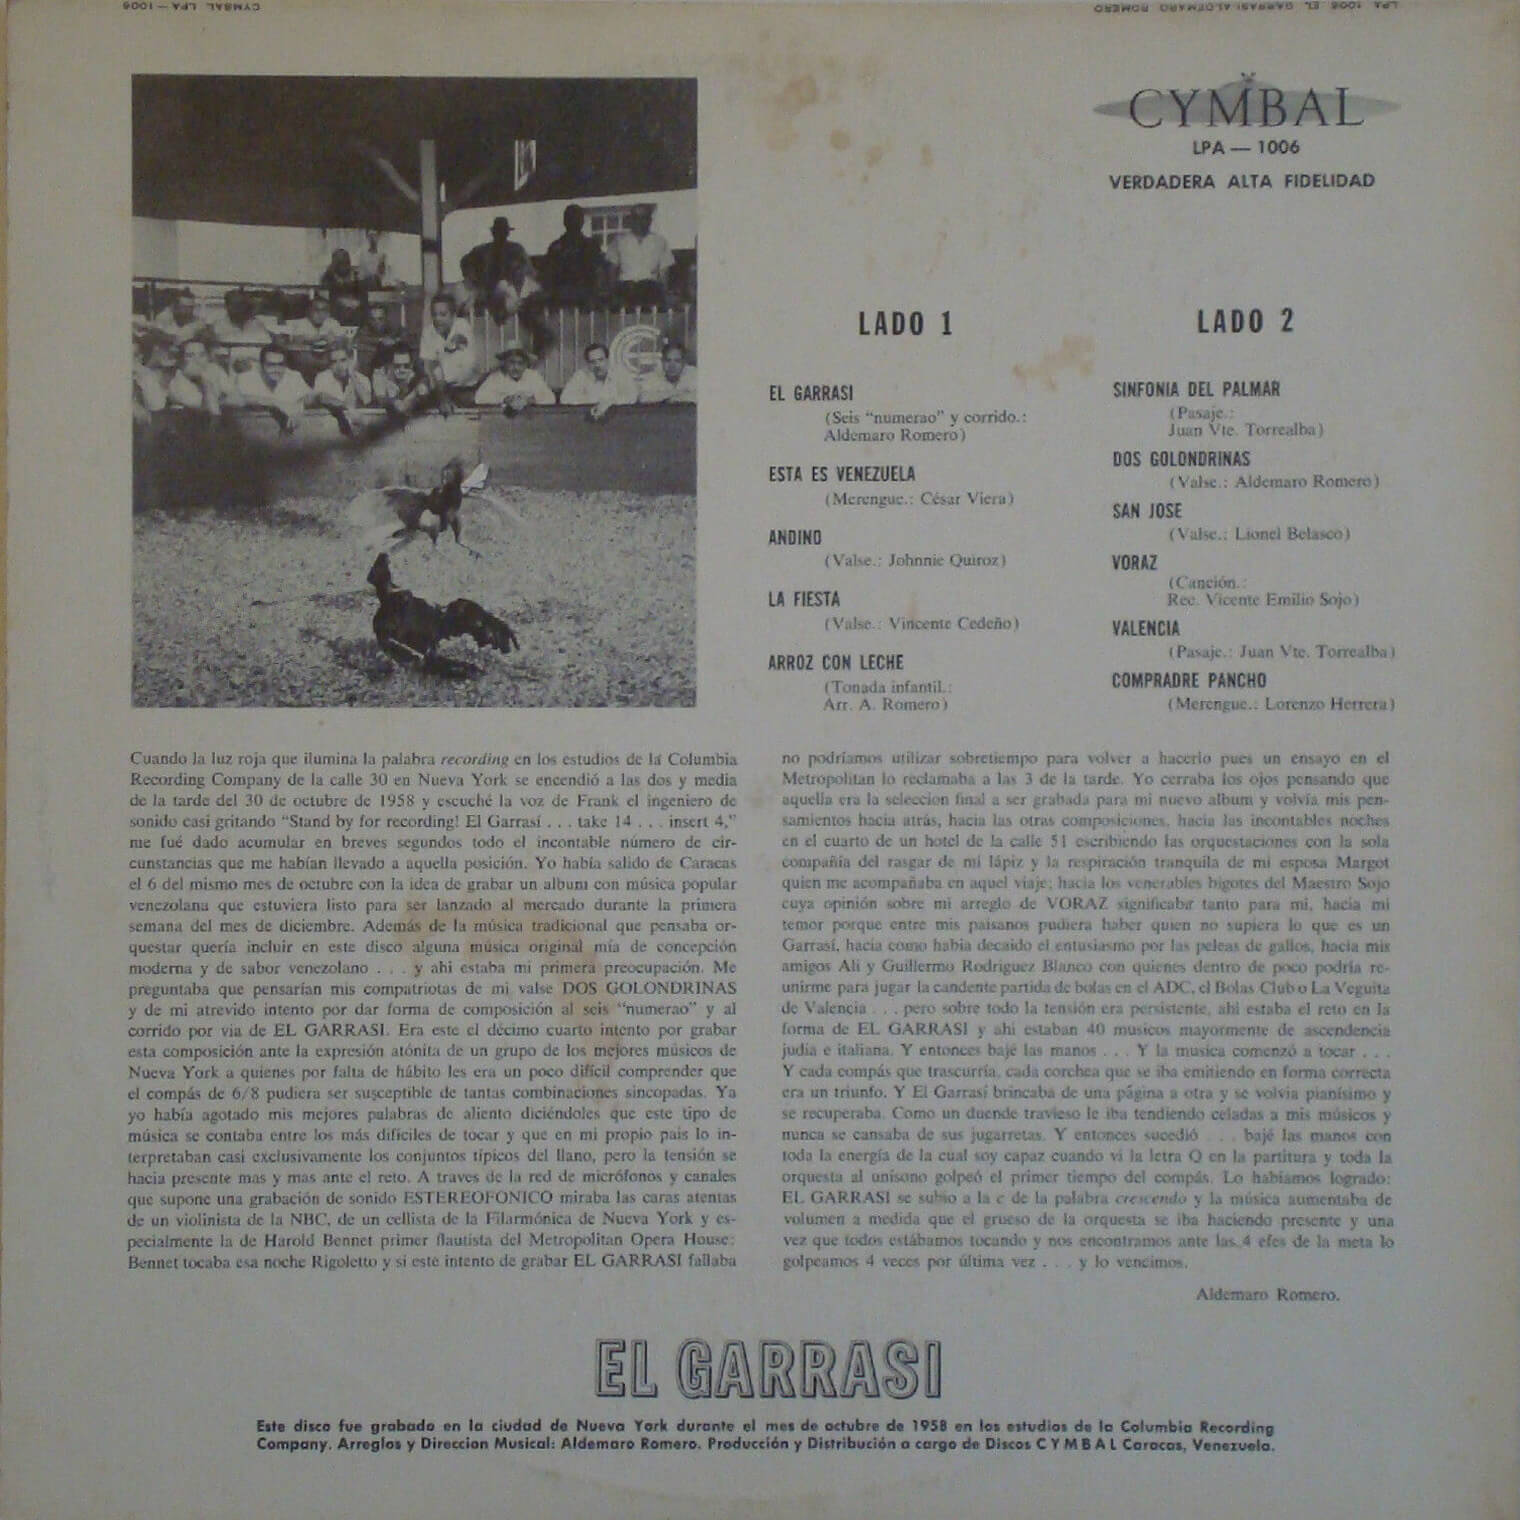 CYMBAL LPA — 1006
LPA 1006 EL GARRASI ALDEMARO ROMERO
CYMBAL
LPA — 1006
VERDADERA ALTA FIDELIDAD
LADO 1
EL GARRASI
(Seis “numerao” y corrido.:
Aldemaro Romero)
ESTA ES VENEZUELA
(Merengue.: César Viera)
ANDINO
(Valse.: Johnnie Quiroz)
LA FIESTA
(Valse.: Vincente Cedeño)
ARROZ CON LECHE
(Tonada infantil.:
Arr. A. Romero)
LADO 2
SINFONIA DEL PALMAR
(Pasaje.:
Juan Vte. Torrealba)
DOS GOLONDRINAS
(Valse.: Aldemaro Romero)
SAN JOSE
(Valse.: Lionel Belasco)
VORAZ
(Canción.:
Rec. Vicente Emilio Sojo)
VALENCIA
(Pasaje.: Juan Vte. Torrealba)
COMPRADRE PANCHO
(Merengue.: Lorenzo Herrera)
Cuando la luz roja que ilumina la palabra recording en los estudios de la Columbia
Recording Company de la calle 30 en Nueva York se encendió a las dos y media
de la tarde del 30 de octubre de 1958 y escuché la voz de Frank el ingeniero de
sonido casi gritando “Stand by for recording! El Garrasí . . . take 14 . . . insert 4,”
me fué dado acumular en breves segundos todo el incontable número de cir-
cunstancias que me habían llevado a aquella posición. Yo había salido de Caracas
el 6 del mismo mes de octubre con la idea de grabar un album con música popular
venezolana que estuviera listo para ser lanzado al mercado durante la primera
semana del mes de diciembre. Además de la música tradicional que pensaba or-
questar quería incluir en este disco alguna música original mía de concepción
moderna y de sabor venezolano . . . y ahi estaba mi primera preocupación. Me
preguntaba que pensarían mis compatriotas de mi valse DOS GOLONDRINAS
y de mi atrevido intento por dar forma de composición al seis “numerao” y al
corrido por via de EL GARRASI. Era este el décimo cuarto intento por grabar
esta composición ante la expresión atónita de un grupo de los mejores músicos de
Nueva York a quienes por falta de hábito les era un poco difícil comprender que
el compás de 6/8 pudiera ser susceptible de tantas combinaciones sincopadas. Ya
yo había agotado mis mejores palabras de aliento diciéndoles que este tipo de
música se contaba entre los más difíciles de tocar y que en mi propio pais lo in-
terpretaban casi exclusivamente los conjuntos típicos del llano, pero la tensión se
hacia presente mas y mas ante el reto. A traves de la red de micrófonos y canales
que supone una grabación de sonido ESTEREOFONICO miraba las caras atentas
de un violinista de la NBC, de un cellista de la Filarmónica de Nueva York y es-
pecialmente la de Harold Bennet primer flautista del Metropolitan Opera House:
Bennet tocaba esa noche Rigoletto y si este intento de grabar EL GARRASI fallaba
no podríamos utilizar sobretiempo para volver a hacerlo pues un ensayo en el
Metropolitan lo reclamaba a las 3 de la tarde. Yo cerraba los ojos pensando que
aquella era la seleccion final a ser grabada para mi nuevo album y volvía mis pen-
samientos hacia atrás, hacia las otras composiciones, hacia las incontables noches
en el cuarto de un hotel de la calle 51 escribiendo las orquestaciones con la sola
compañía del rasgar de mi lápiz y la respiración tranquila de mi esposa Margot
quien me acompañaba en aquel viaje; hacia los venerables bigotes del Maestro Sojo
cuya opinión sobre mi arreglo de VORAZ significaba tanto para mi, hacia mi
temor porque entre mis paisanos pudiera haber quien no supiera lo que es un
Garrasí, hacia como habia decaido el entusiasmo por las peleas de gallos, hacia mis
amigos Alí y Guillermo Rodriguez Blanco con quienes dentro de poco podría re-
unirme para jugar la candente partida de bolas en el ADC, el Bolas Club o La Veguita
de Valencia . . . pero sobre todo la tensión era persistente, ahi estaba el reto en la
forma de EL GARRASI y ahi estaban 40 musicos mayormente de ascendencia
judia e italiana. Y entonces bajé las manos . . . Y la musica comenzó a tocar . . .
Y cada compás que trascurría, cada corchea que se iba emitiendo en forma correcta
era un triunfo. Y El Garrasí brincaba de una página a otra y se volvia pianísimo y
se recuperaba. Como un duende travieso le iba tendiendo celadas a mis músicos y
nunca se cansaba de sus jugarretas. Y entonces sucedió . . . bajé las manos con
toda la energía de la cual soy capaz cuando ví la letra Q en la partitura y toda la
orquesta al unísono golpeó el primer tiempo del compás. Lo habiamos logrado:
EL GARRASI se subio a la c de la palabra crescendo y la música aumentaba de
volumen a medida que el grueso de la orquesta se iba haciendo presente y una
vez que todos estábamos tocando y nos encontramos ante las 4 efes de la meta lo
golpeamos 4 veces por última vez . . . y lo vencimos.
Aldemaro Romero.
EL GARRASI
Este disco fue grabado en la ciudad de Nueva York durante el mes de octubre de 1958 en los estudios de la Columbia Recording
Company. Arreglos y Direccion Musical: Aldemaro Romero. Producción y Distribución a cargo de Discos CYMBAL Caracas, Venezuela.